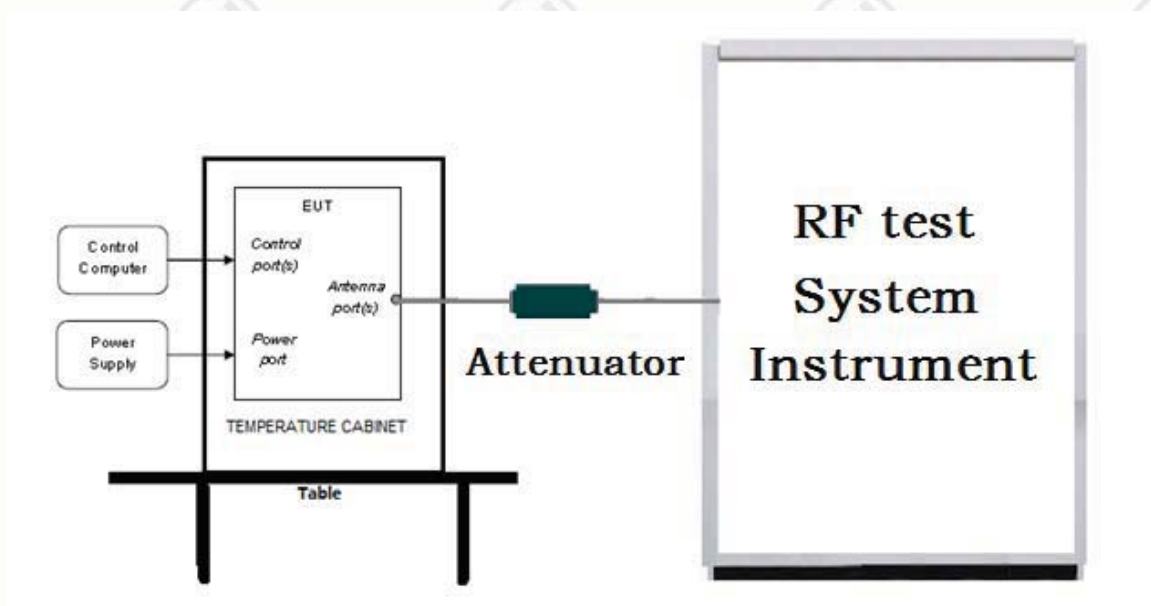 Control
Computer
Power
Supply
EUT
Control
port(s)
Antenna
port(s)
Power
port
TEMPERATURE CABINET
Table
Attenuator
RF test
System
Instrument